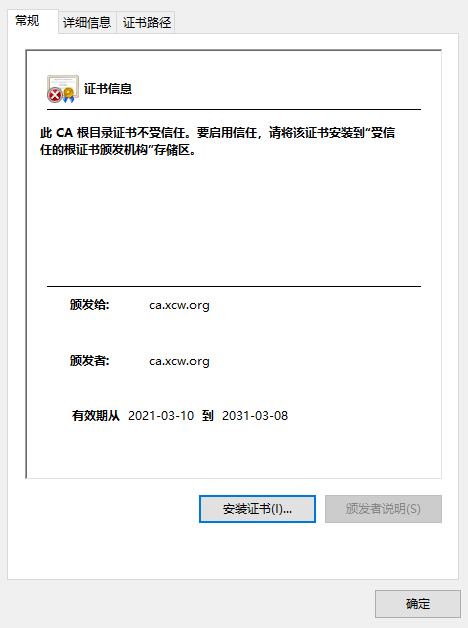 常规 详细信息 证书路径
证书信息
此 CA 根目录证书不受信任。要启用信任，请将该证书安装到“受信
任的根证书颁发机构”存储区。
颁发给: ca.xcw.org
颁发者: ca.xcw.org
有效期从 2021-03-10 到 2031-03-08
安装证书(I)... 颁发者说明(S)
确定